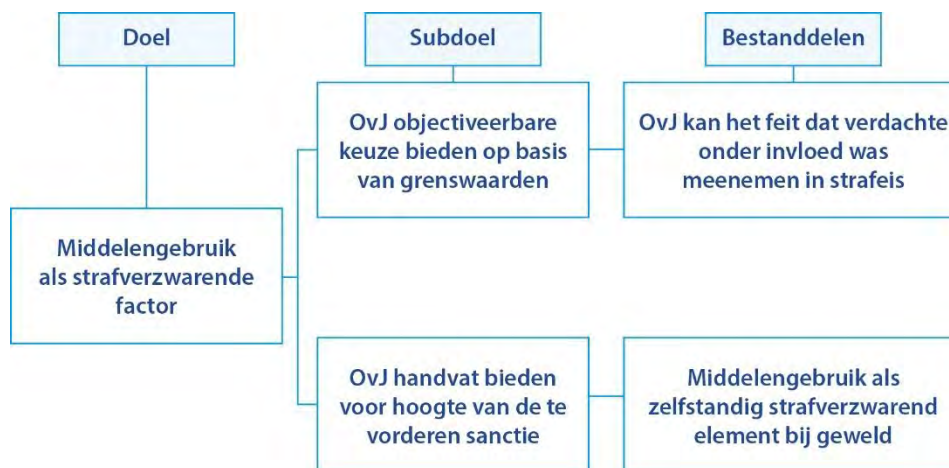 Doel
Subdoel
Bestanddelen
OvJ objectiveerbare
keuze bieden op basis
van grenswaarden
OvJ kan het feit dat verdachte
onder invloed was
meenemen in strafeis
Middelengebruik
als strafverzwarende
factor
OvJ handvat bieden
voor hoogte van de te
vorderen sanctie
Middelengebruik als
zelfstandig strafverzwarend
element bij geweld